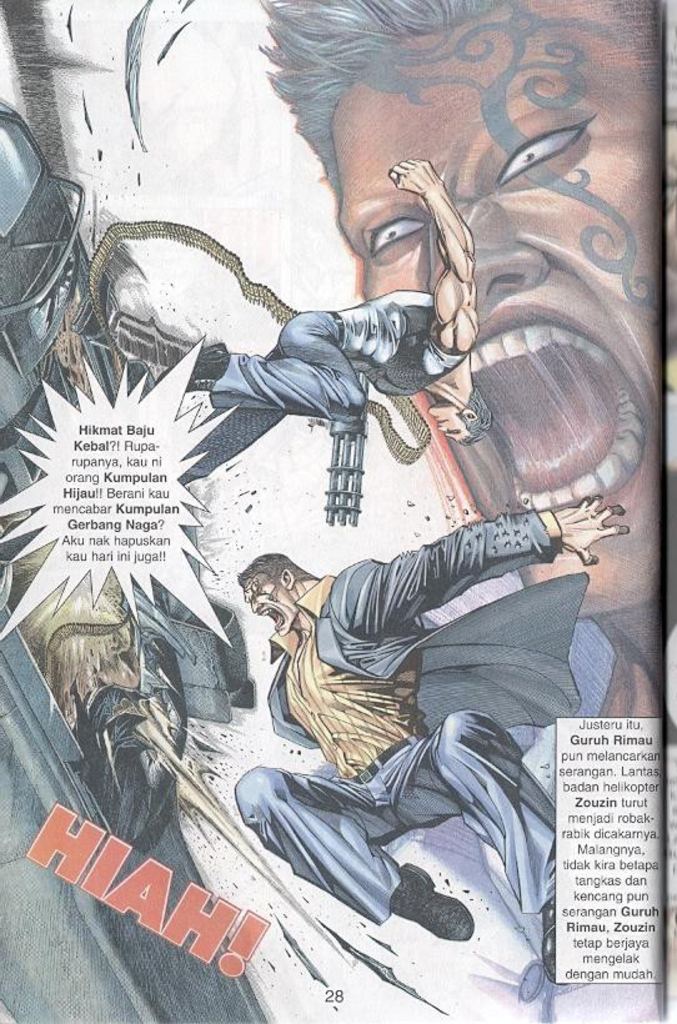 Hikmat Baju
Kebal?! Rupa-
rupanya, kau ni
orang Kumpulan
Hijau!! Berani kau
mencabar Kumpulan
Gerbang Naga?
Aku nak hapuskan
kau hari ini juga!!
HIAH!
Justeru itu,
Guruh Rimau
pun melancarkan
serangan. Lantas,
badan helikopter
Zouzin turut
menjadi robak-
rabik dicakarnya.
Malangnya,
tidak kira betapa
tangkas dan
kencang pun
serangan Guruh
Rimau, Zouzin
tetap berjaya
mengelak
dengan mudah.
28